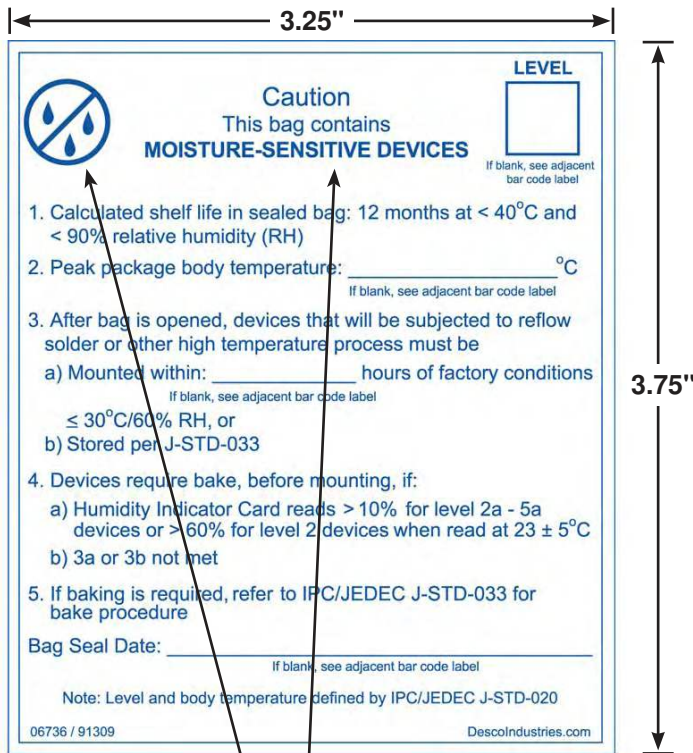 3.25"
LEVEL
Caution
This bag contains
MOISTURE-SENSITIVE DEVICES
If blank, see adjacent
bar code label
1. Calculated shelf life in sealed bag: 12 months at < 40°C and
< 90% relative humidity (RH)
2. Peak package body temperature: ____________________°C
If blank, see adjacent bar code label
3. After bag is opened, devices that will be subjected to reflow
solder or other high temperature process must be
3.75"
a) Mounted within: ______________ hours of factory conditions
If blank, see adjacent bar code label
≤ 30°C/60% RH, or
b) Stored per J-STD-033
4. Devices require bake, before mounting, if:
a) Humidity Indicator Card reads > 10% for level 2a - 5a
devices or > 60% for level 2 devices when read at 23 ± 5°C
b) 3a or 3b not met
5. If baking is required, refer to IPC/JEDEC J-STD-033 for
bake procedure
Bag Seal Date: ________________________________________
If blank, see adjacent bar code label
Note: Level and body temperature defined by IPC/JEDEC J-STD-020
06736 / 91309
DescoIndustries.com